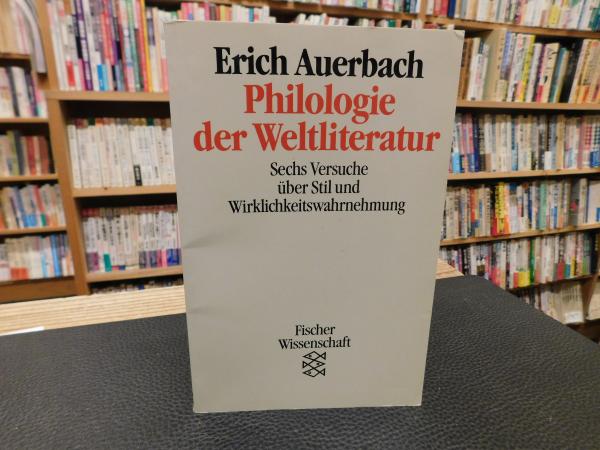 Erich Auerbach
Philologie
der Weltliteratur
Sechs Versuche
über Stil und
Wirklichkeitswahrnehmung
Fischer
Wissenschaft